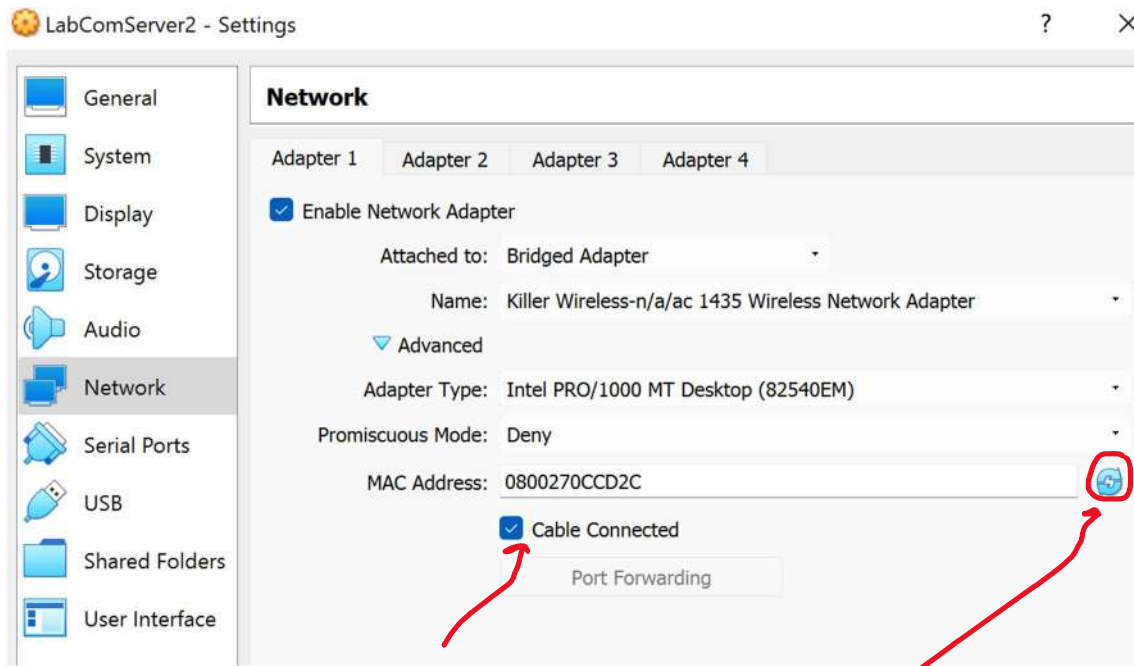 LabComServer2 - Settings
?
General
System
Display
Storage
Audio
Network
Serial Ports
USB
Shared Folders
User Interface
Network
Adapter 1 Adapter 2 Adapter 3 Adapter 4
Enable Network Adapter
Attached to: Bridged Adapter
Name: Killer Wireless-n/a/ac 1435 Wireless Network Adapter
Advanced
Adapter Type: Intel PRO/1000 MT Desktop (82540EM)
Promiscuous Mode: Deny
MAC Address: 0800270CCD2C
Cable Connected
Port Forwarding